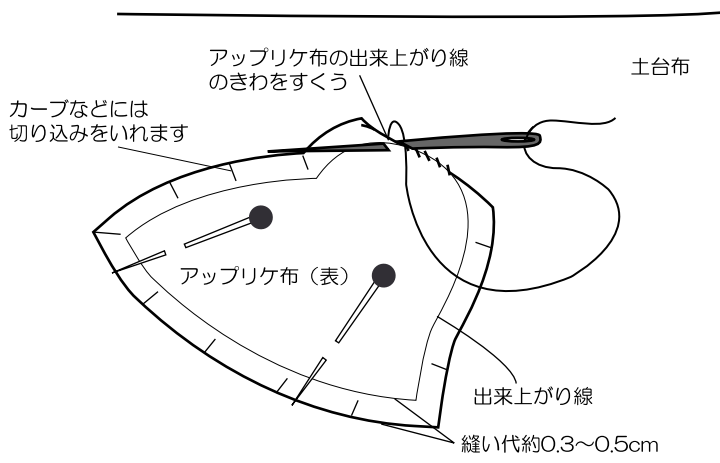 アップリケ布の出来上がり線
のきわをすくう
土台布
カーブなどには
切り込みをいれます
アップリケ布（表）
出来上がり線
縫い代約0.3〜0.5cm